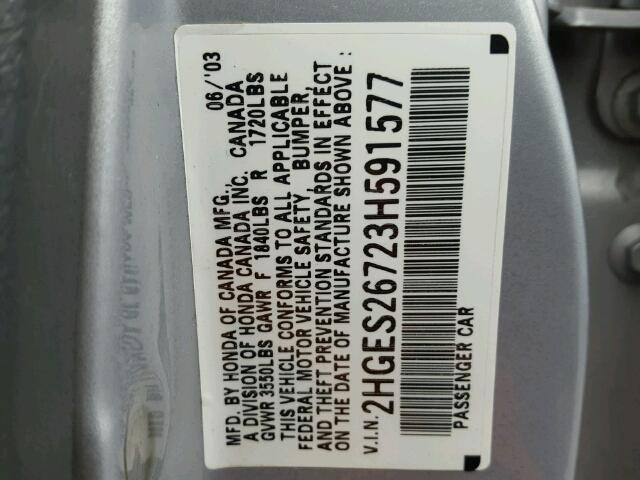 MFD. BY HONDA OF CANADA MFG., 06/'03
A DIVISION OF HONDA CANADA INC. CANADA
GVWR 3550LBS GAWR F 1840LBS R 1720LBS
THIS VEHICLE CONFORMS TO ALL APPLICABLE
FEDERAL MOTOR VEHICLE SAFETY, BUMPER,
AND THEFT PREVENTION STANDARDS IN EFFECT
ON THE DATE OF MANUFACTURE SHOWN ABOVE :
V.I.N.: 2HGES26723H591577
PASSENGER CAR